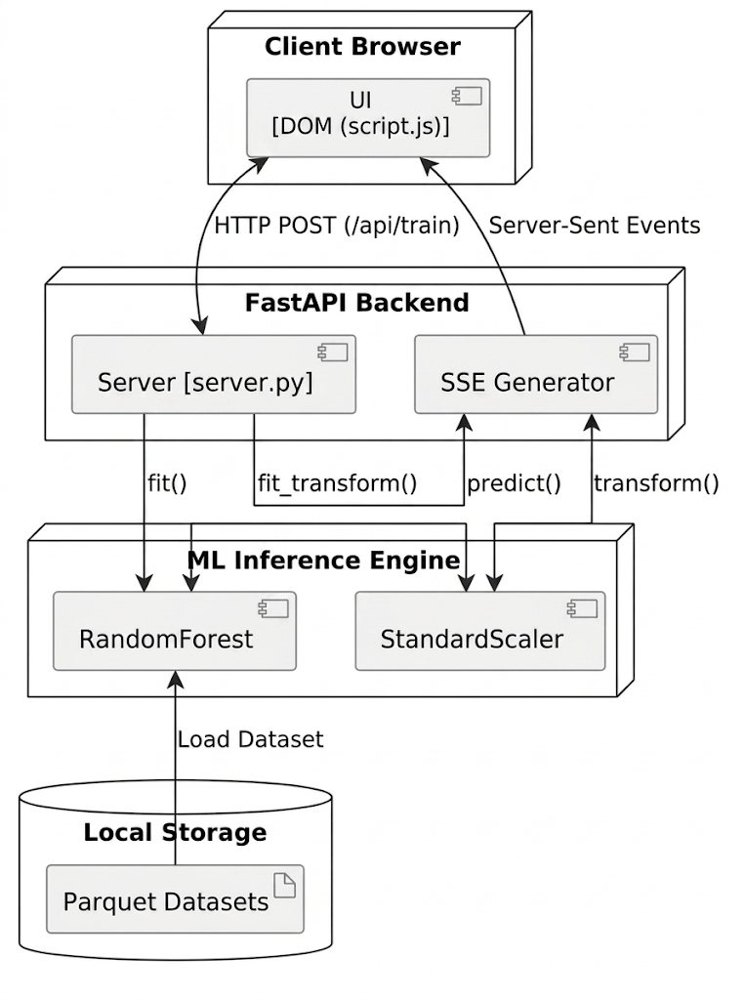 Client Browser
UI
[DOM (script.js)]
HTTP POST (/api/train)
Server-Sent Events
FastAPI Backend
Server [server.py]
SSE Generator
fit()
fit_transform()
predict()
transform()
ML Inference Engine
RandomForest
StandardScaler
Load Dataset
Local Storage
Parquet Datasets